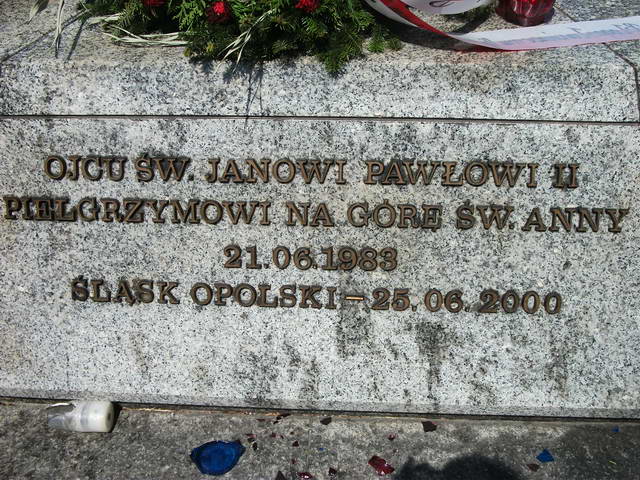 OJCU ŚW. JANOWI PAWŁOWI II
PIELGRZYMOWI NA GÓRĘ ŚW. ANNY
21.06.1983
ŚLĄSK OPOLSKI – 25.06.2000